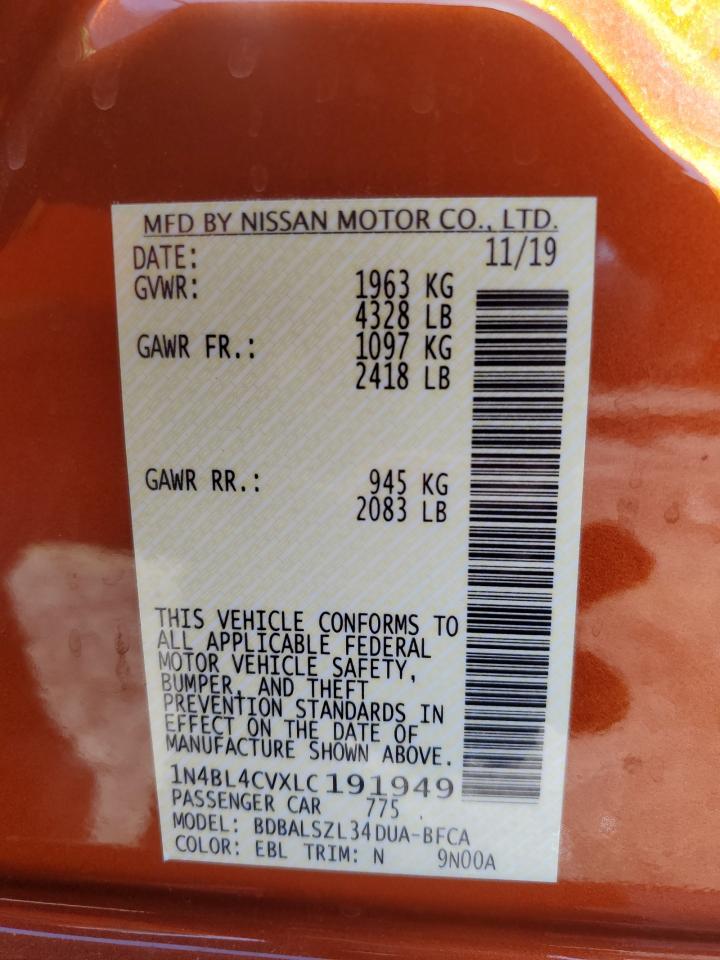 MFD BY NISSAN MOTOR CO., LTD.
DATE: 11/19
GVWR: 1963 KG
4328 LB
GAWR FR.: 1097 KG
2418 LB
GAWR RR.: 945 KG
2083 LB
THIS VEHICLE CONFORMS TO
ALL APPLICABLE FEDERAL
MOTOR VEHICLE SAFETY,
BUMPER, AND THEFT
PREVENTION STANDARDS IN
EFFECT ON THE DATE OF
MANUFACTURE SHOWN ABOVE.
1N4BL4CVXLC191949
PASSENGER CAR 775
MODEL: BDBALSZL34DUA-BFCA
COLOR: EBL TRIM: N 9N00A